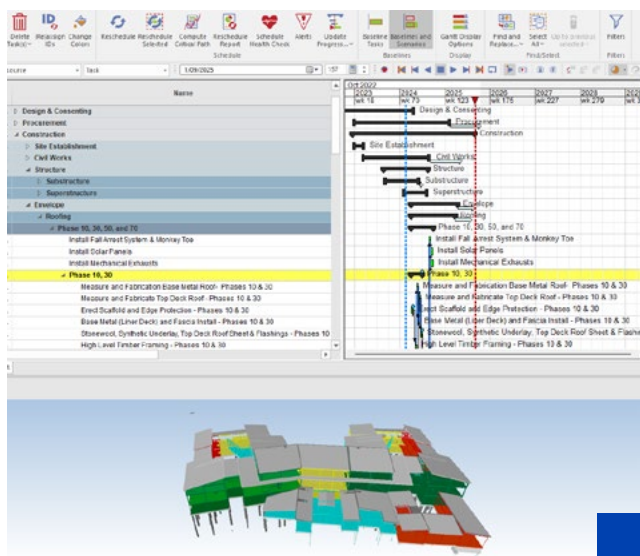 Delete Reassign Change Reschedule Reschedule Compute Reschedule Schedule Alerts Update Baseline Baselines and Gantt Display Find and Select Filters
Task(s) IDs Colors Selected Critical Path Report Health Check Progress... Tasks Scenarios Options Replace... All
Schedule Baselines Display Find/Select Filters
Task 1/09/2025 157
Oct 2022
2023 2024 2025 2026 2027 2028
Name wk 73 wk 123 wk 175 wk 227 wk 279
Design & Consenting Design & Consenting
Procurement Procurement
Construction Construction
Site Establishment Site Establishment
Civil Works Civil Works
Structure Structure
Substructure Substructure
Superstructure Superstructure
Envelope Envelope
Roofing Roofing
Phase 10, 30, 50, and 70 Phase 10, 30, 50, and 70
Install Fall Arrest System & Monkey Toe Install Fall Arrest System & Monkey Toe
Install Solar Panels Install Solar Panels
Install Mechanical Exhausts Install Mechanical Exhausts
Phase 10, 30 Phase 10, 30
Measure and Fabrication Base Metal Roof- Phases 10 & 30 Measure and Fabrication Base Metal Roof- Phases 10 & 30
Measure and Fabricate Top Deck Roof - Phases 10 & 30 Measure and Fabricate Top Deck Roof - Phases 10 & 30
Erect Scaffold and Edge Protection - Phases 10 & 30 Erect Scaffold and Edge Protection - Phases 10 & 30
Base Metal (Liner Deck) and Fascia Install - Phases 10 & 30 Base Metal (Liner Deck) and Fascia Install - Phases 10 & 30
Stonewool, Synthetic Underlay, Top Deck Roof Sheet & Flashings - Phases 10 Stonewool, Synthetic Underlay, Top Deck Roof Sheet &
High Level Timber Framing - Phases 10 & 30 High Level Timber Framing - Phases 10 & 30